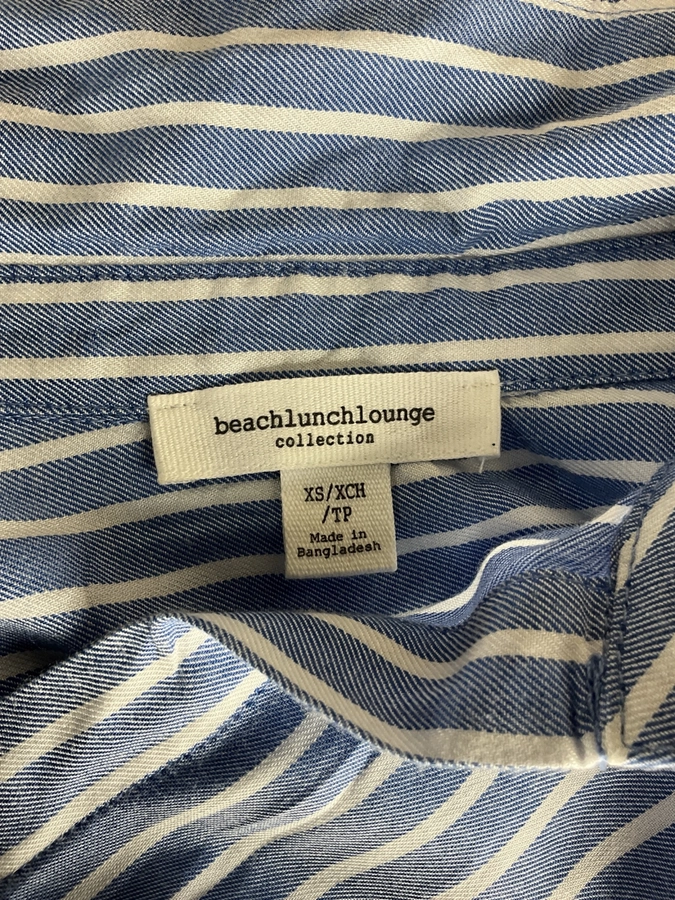 beachlunchlounge
collection
XS/XCH
/TP
Made in
Bangladesh